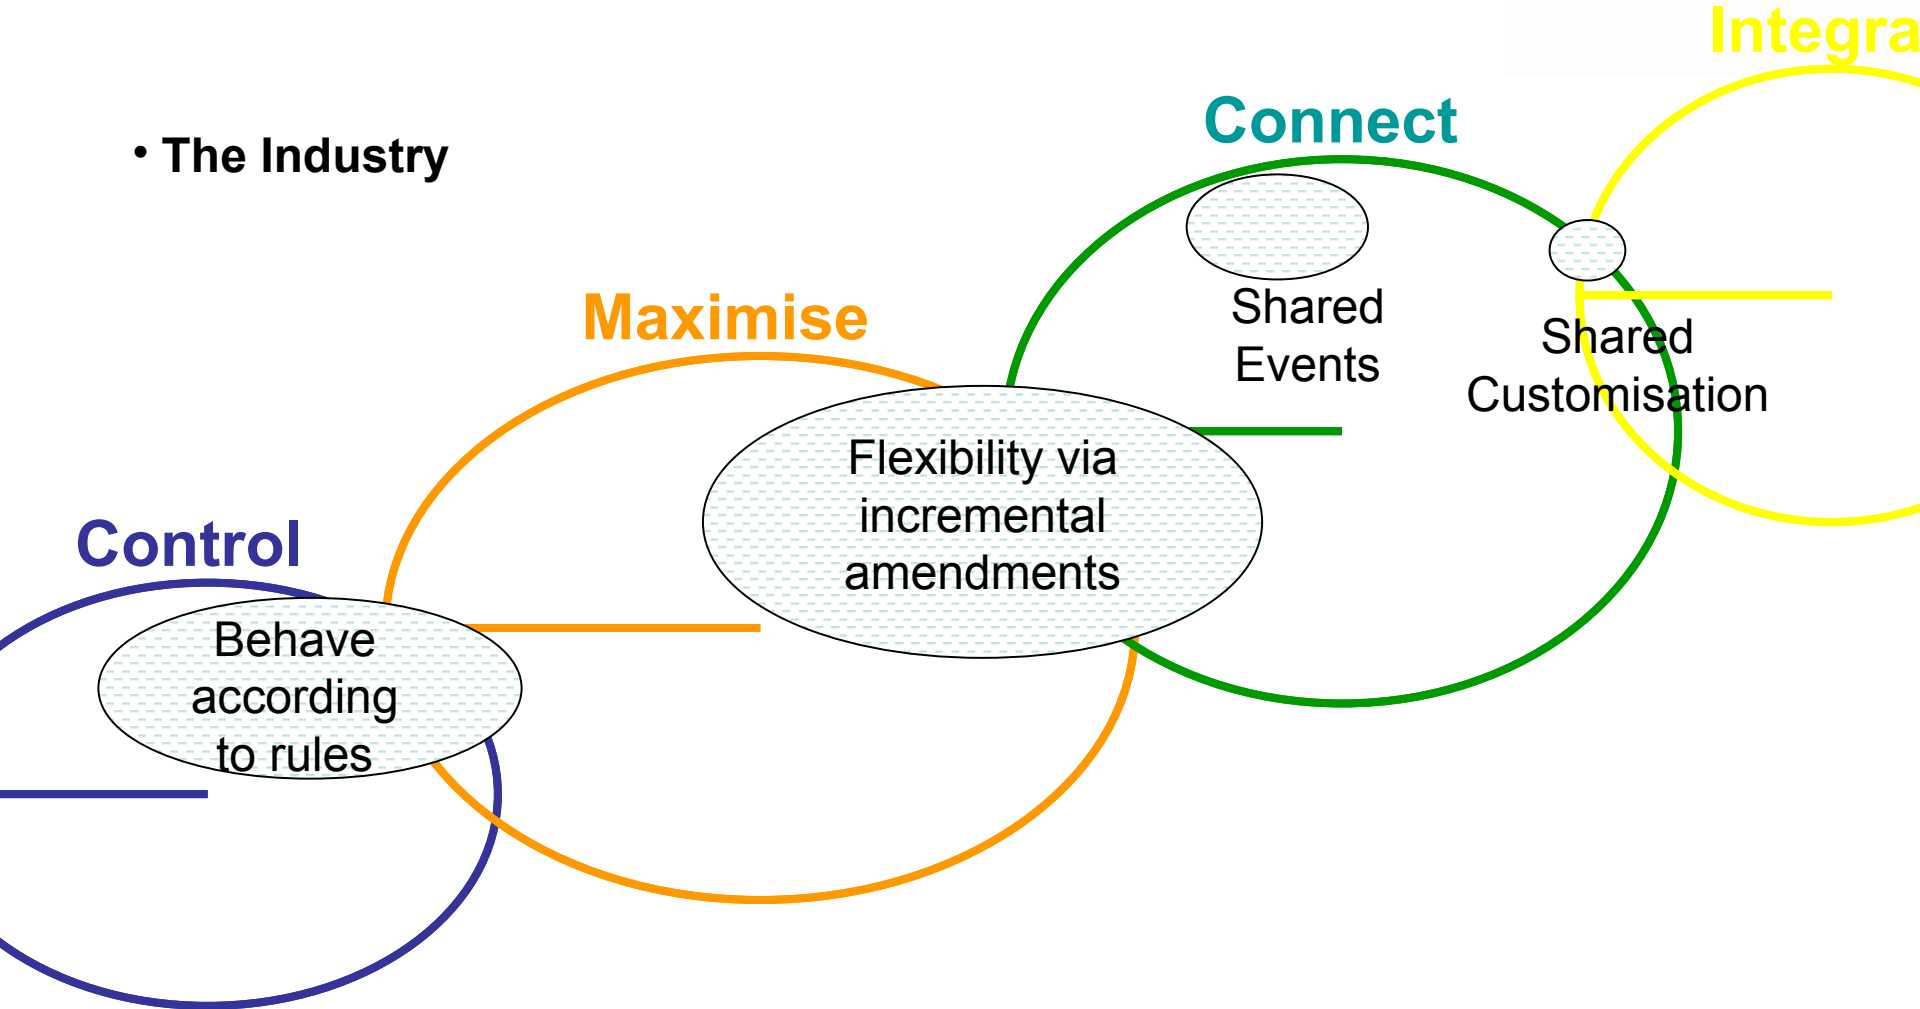 Integra
Connect
• The Industry
Shared
Events
Shared
Customisation
Maximise
Flexibility via
incremental
amendments
Control
Behave
according
to rules